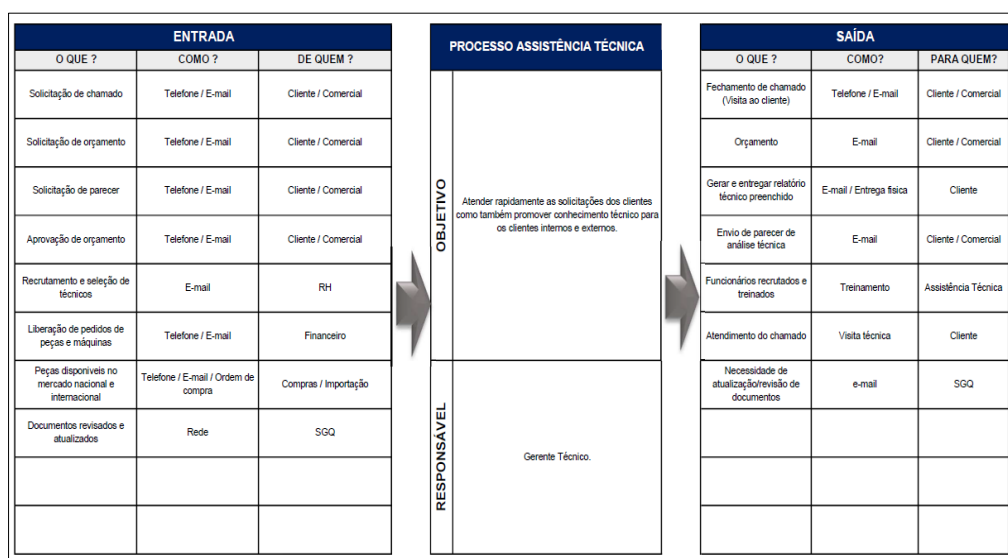 ENTRADA
O QUE ?
COMO ?
DE QUEM ?
Solicitação de chamado
Telefone / E-mail
Cliente / Comercial
Solicitação de orçamento
Telefone / E-mail
Cliente / Comercial
Solicitação de parecer
Telefone / E-mail
Cliente / Comercial
Aprovação de orçamento
Telefone / E-mail
Cliente / Comercial
Recrutamento e seleção de
técnicos
E-mail
RH
Liberação de pedidos de
peças e máquinas
Telefone / E-mail
Financeiro
Peças disponiveis no
mercado nacional e
internacional
Telefone / E-mail / Ordem de
compra
Compras / Importação
Documentos revisados e
atualizados
Rede
SGQ
PROCESSO ASSISTÊNCIA TÉCNICA
OBJETIVO
Atender rapidamente as solicitações dos clientes
como também promover conhecimento técnico para
os clientes internos e externos.
RESPONSÁVEL
Gerente Técnico.
SAÍDA
O QUE ?
COMO?
PARA QUEM?
Fechamento de chamado
(Visita ao cliente)
Telefone / E-mail
Cliente / Comercial
Orçamento
E-mail
Cliente / Comercial
Gerar e entregar relatório
técnico preenchido
E-mail / Entrega física
Cliente
Envio de parecer de
análise técnica
E-mail
Cliente / Comercial
Funcionários recrutados e
treinados
Treinamento
Assistência Técnica
Atendimento do chamado
Visita técnica
Cliente
Necessidade de
atualização/revisão de
documentos
e-mail
SGQ